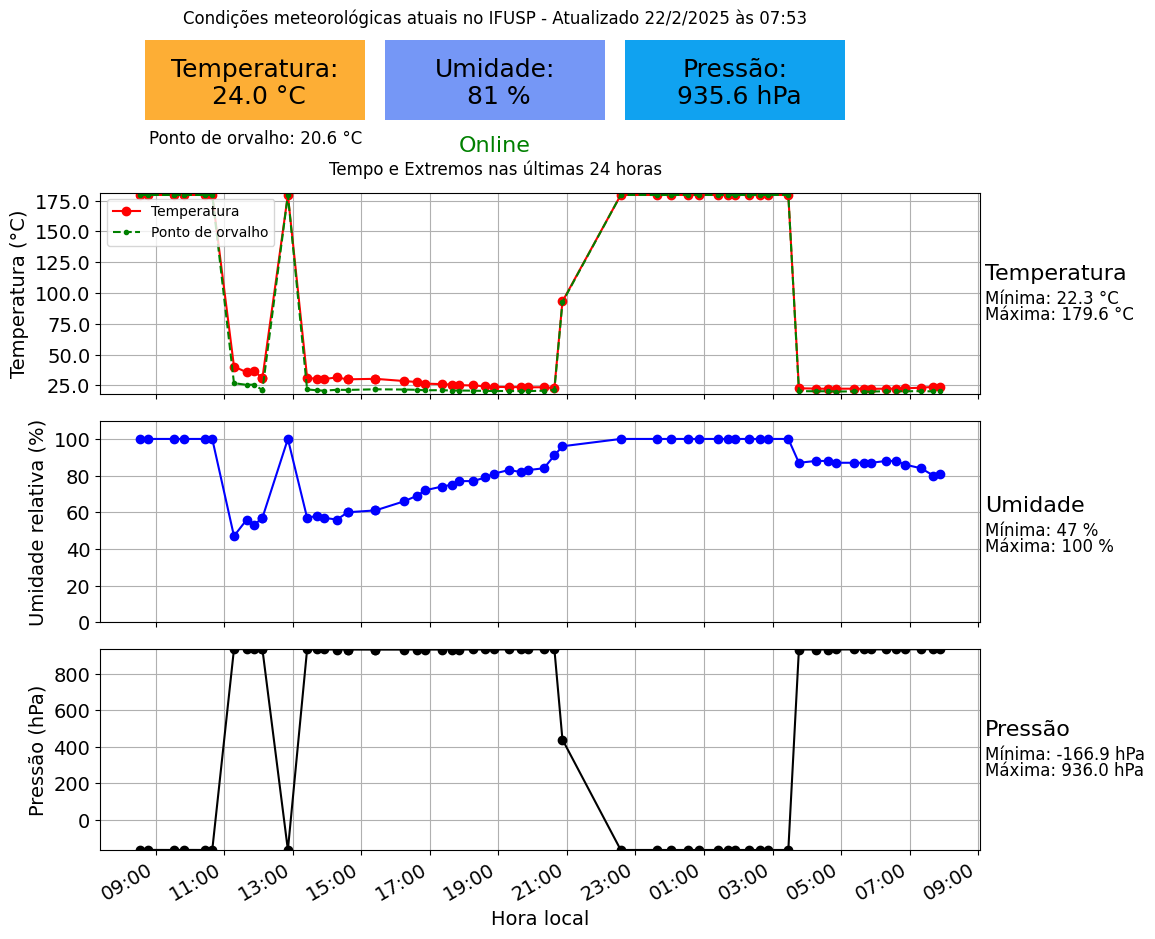 Condições meteorológicas atuais no IFUSP - Atualizado 22/2/2025 às 07:53
Temperatura:
24.0 °C
Umidade:
81 %
Pressão:
935.6 hPa
Ponto de orvalho: 20.6 °C
Online
Tempo e Extremos nas últimas 24 horas
Temperatura (°C)
175.0
150.0
125.0
100.0
75.0
50.0
25.0
Temperatura
Ponto de orvalho
Temperatura
Mínima: 22.3 °C
Máxima: 179.6 °C
Umidade relativa (%)
100
80
60
40
20
0
Umidade
Mínima: 47 %
Máxima: 100 %
Pressão (hPa)
800
600
400
200
0
Pressão
Mínima: -166.9 hPa
Máxima: 936.0 hPa
09:00 11:00 13:00 15:00 17:00 19:00 21:00 23:00 01:00 03:00 05:00 07:00 09:00
Hora local